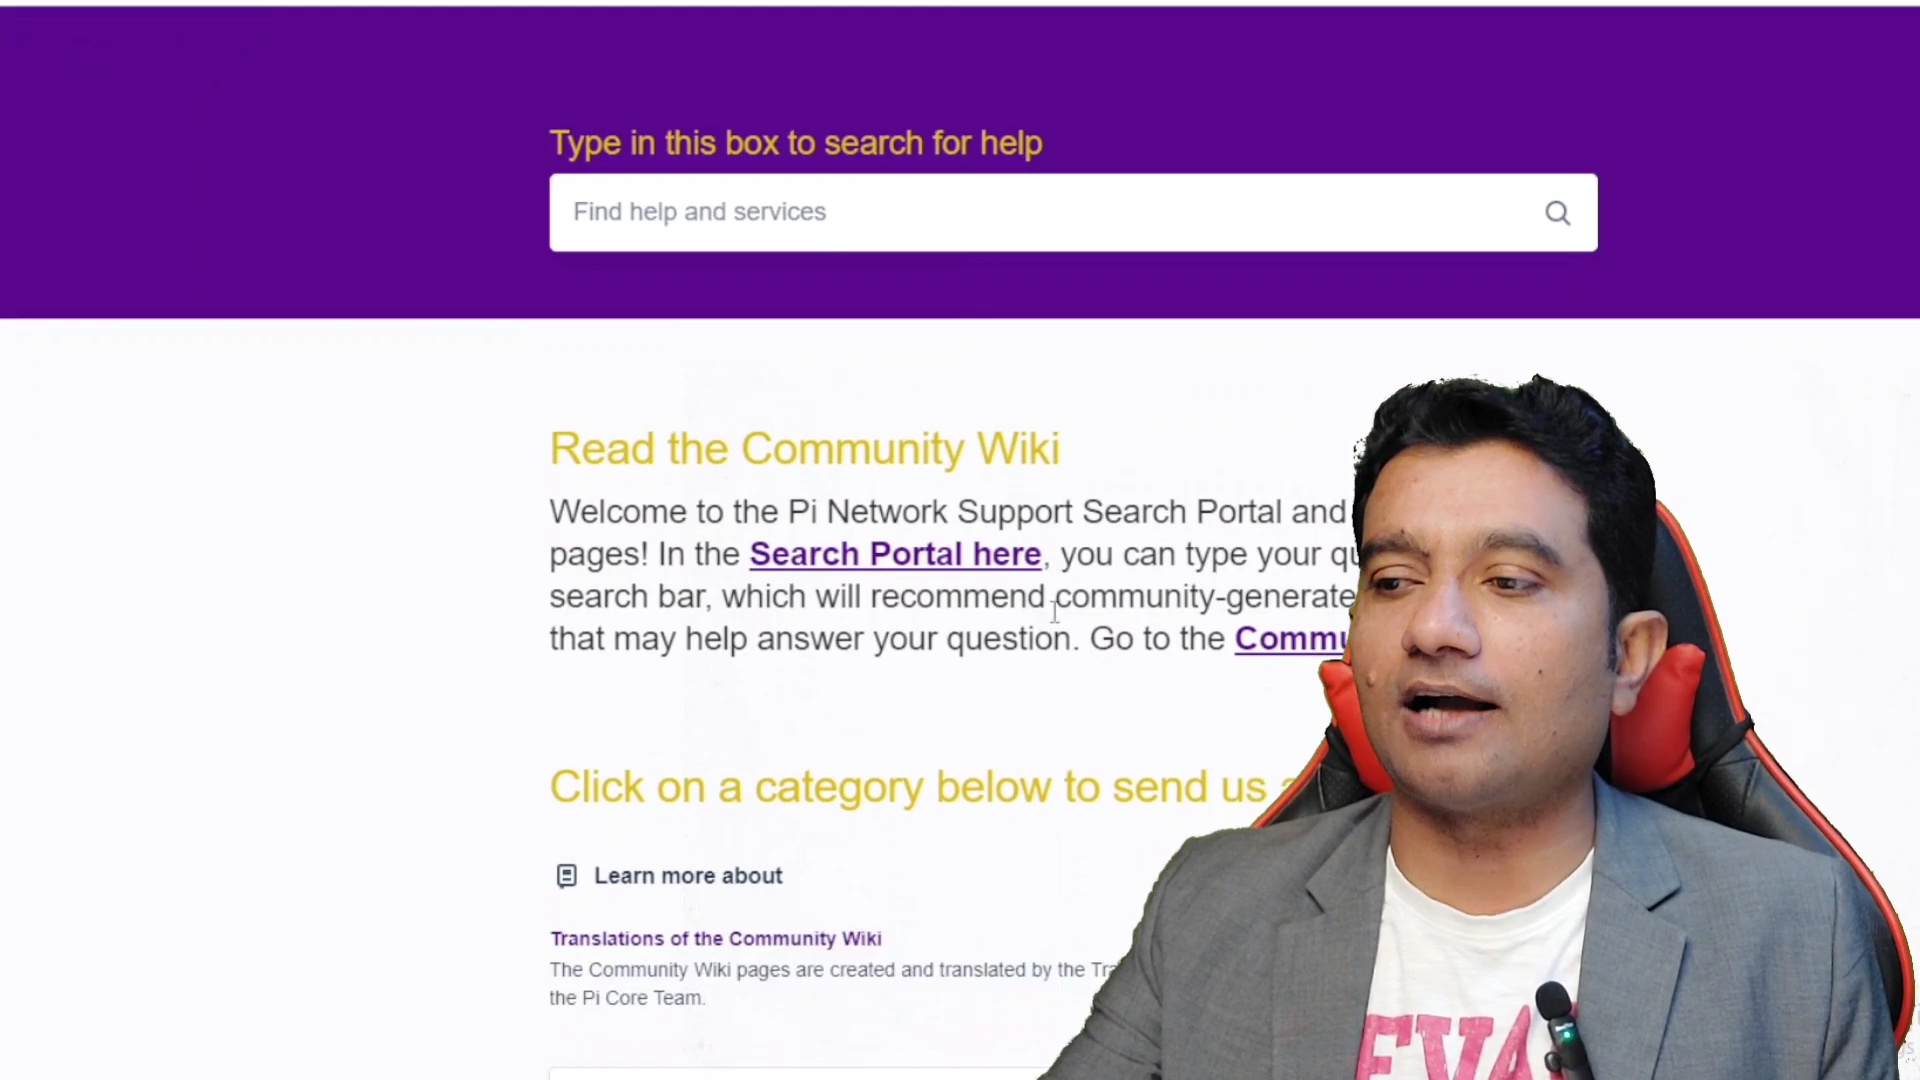 Type in this box to search for help
Find help and services
Read the Community Wiki
Welcome to the Pi Network Support Search Portal and
pages! In the Search Portal here, you can type your
search bar, which will recommend community-generate
that may help answer your question. Go to the
Click on a category below to send us
Learn more about
Translations of the Community Wiki
The Community Wiki pages are created and translated by the
the Pi Core Team.